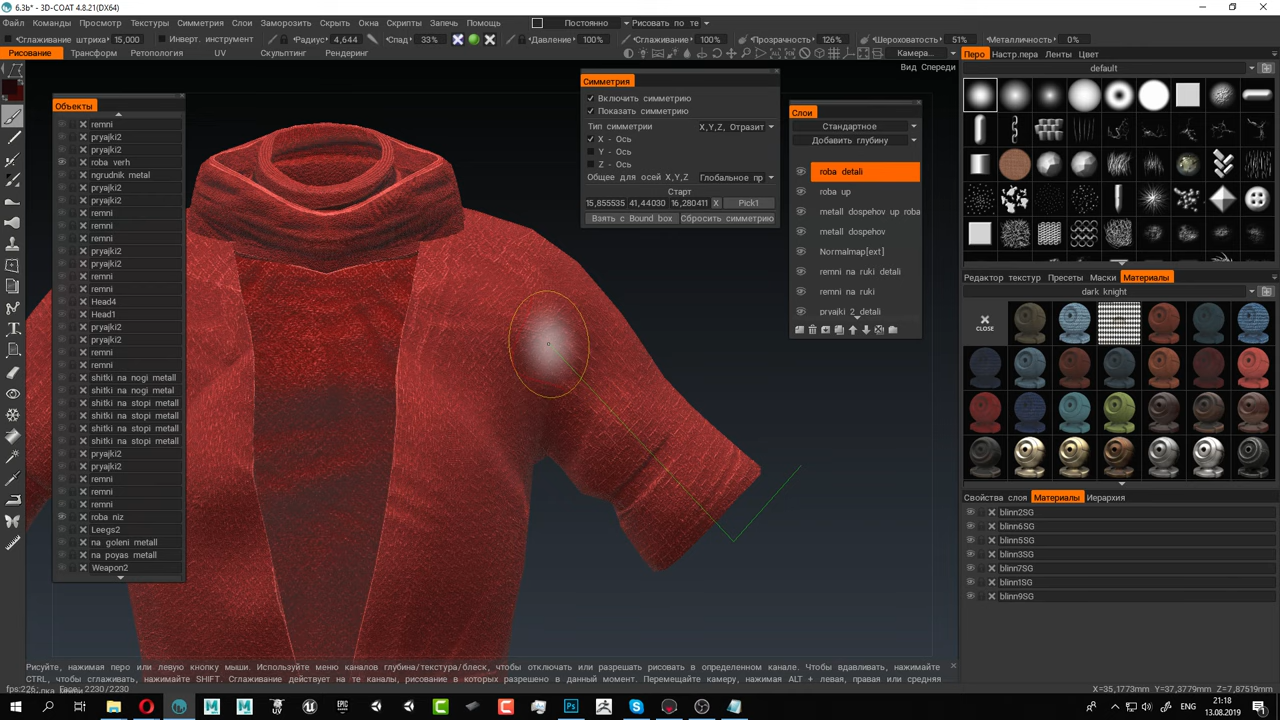 6.3b* - 3D-COAT 4.8.21(DX64)
Файл Команды Просмотр Текстуры Симметрия Слои Заморозить Скрыть Окна Скрипты Запечь Помощь Постоянно Рисовать по те
Сглаживание штриха 15,000 Инверт. инструмент Радиус 4,644 Спад 33% Давление 100% Сглаживание 100% Прозрачность 126% Шероховатость 51% Металличность 0%
Рисование Трансформ Ретопология UV Скульптинг Рендеринг Камера...
Перо Настр.пера Ленты Цвет
Вид Спереди
default
Объекты
remni
pryajki2
pryajki2
roba verh
ngrudnik metal
pryajki2
pryajki2
remni
remni
remni
pryajki2
pryajki2
remni
remni
Head4
Head1
pryajki2
remni
remni
shitki na nogi metall
shitki na nogi metal
shitki na stopi metall
shitki na stopi metall
shitki na stopi metall
shitki na stopi metall
pryajki2
pryajki2
remni
remni
remni
remni
roba niz
Leegs2
na goleni metall
na poyas metall
Weapon2
Симметрия
Включить симметрию
Показать симметрию
Тип симметрии X,Y,Z, Отразит
X - Ось
Y - Ось
Z - Ось
Общее для осей X,Y,Z Глобальное пр
Старт
15,855535 41,44030 16,280411 X Pick1
Взять с Bound box Сбросить симметрию
Слои
Стандартное
Добавить глубину
roba detali
roba up
metall dospehov up roba
metall dospehov
Normalmap[ext]
remni na ruki detali
remni na ruki
pryajki 2 detali
Редактор текстур Пресеты Маски Материалы
dark knight
CLOSE
Свойства слоя Материалы Иерархия
blinn2SG
blinn6SG
blinn5SG
blinn3SG
blinn7SG
blinn1SG
blinn9SG
Рисуйте, нажимая перо или левую кнопку мыши. Используйте меню каналов глубина/текстура/блеск, чтобы отключить или разрешать рисовать в определенном канале. Чтобы вдавливать, нажимайте
CTRL, чтобы сглаживать, нажимайте SHIFT. Сглаживание действует на те каналы, рисование в которых разрешено в данный момент. Перемещайте камеру, нажимая ALT + левая, правая или средняя
fps:226;
2230/2230
X=35,1773mm Y=37,3779mm Z=7,87519mm
ENG
21:18
13.08.2019